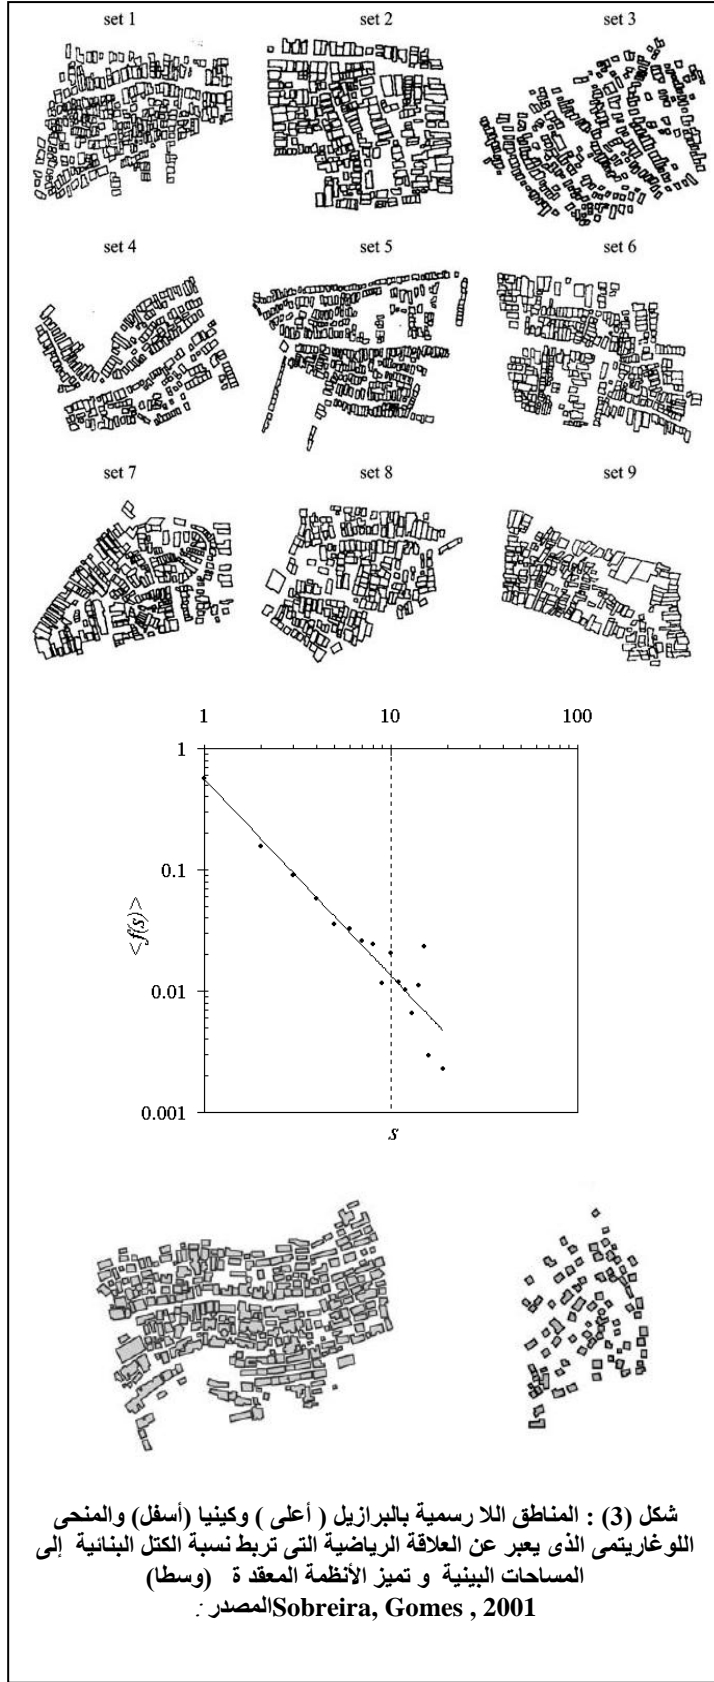 set 1 set 2 set 3
set 4 set 5 set 6
set 7 set 8 set 9
1 10 100
1
0.1
<f(s)>
0.01
0.001
s
شكل (3) : المناطق اللا رسمية بالبرازيل ( أعلى ) وكينيا (أسفل) والمنحى
اللوغاريتمى الذى يعبر عن العلاقة الرياضية التى تربط نسبة الكتل البنائية إلى
المساحات البينية و تميز الأنظمة المعقد ة (وسطا)
المصدر: Sobreira, Gomes , 2001